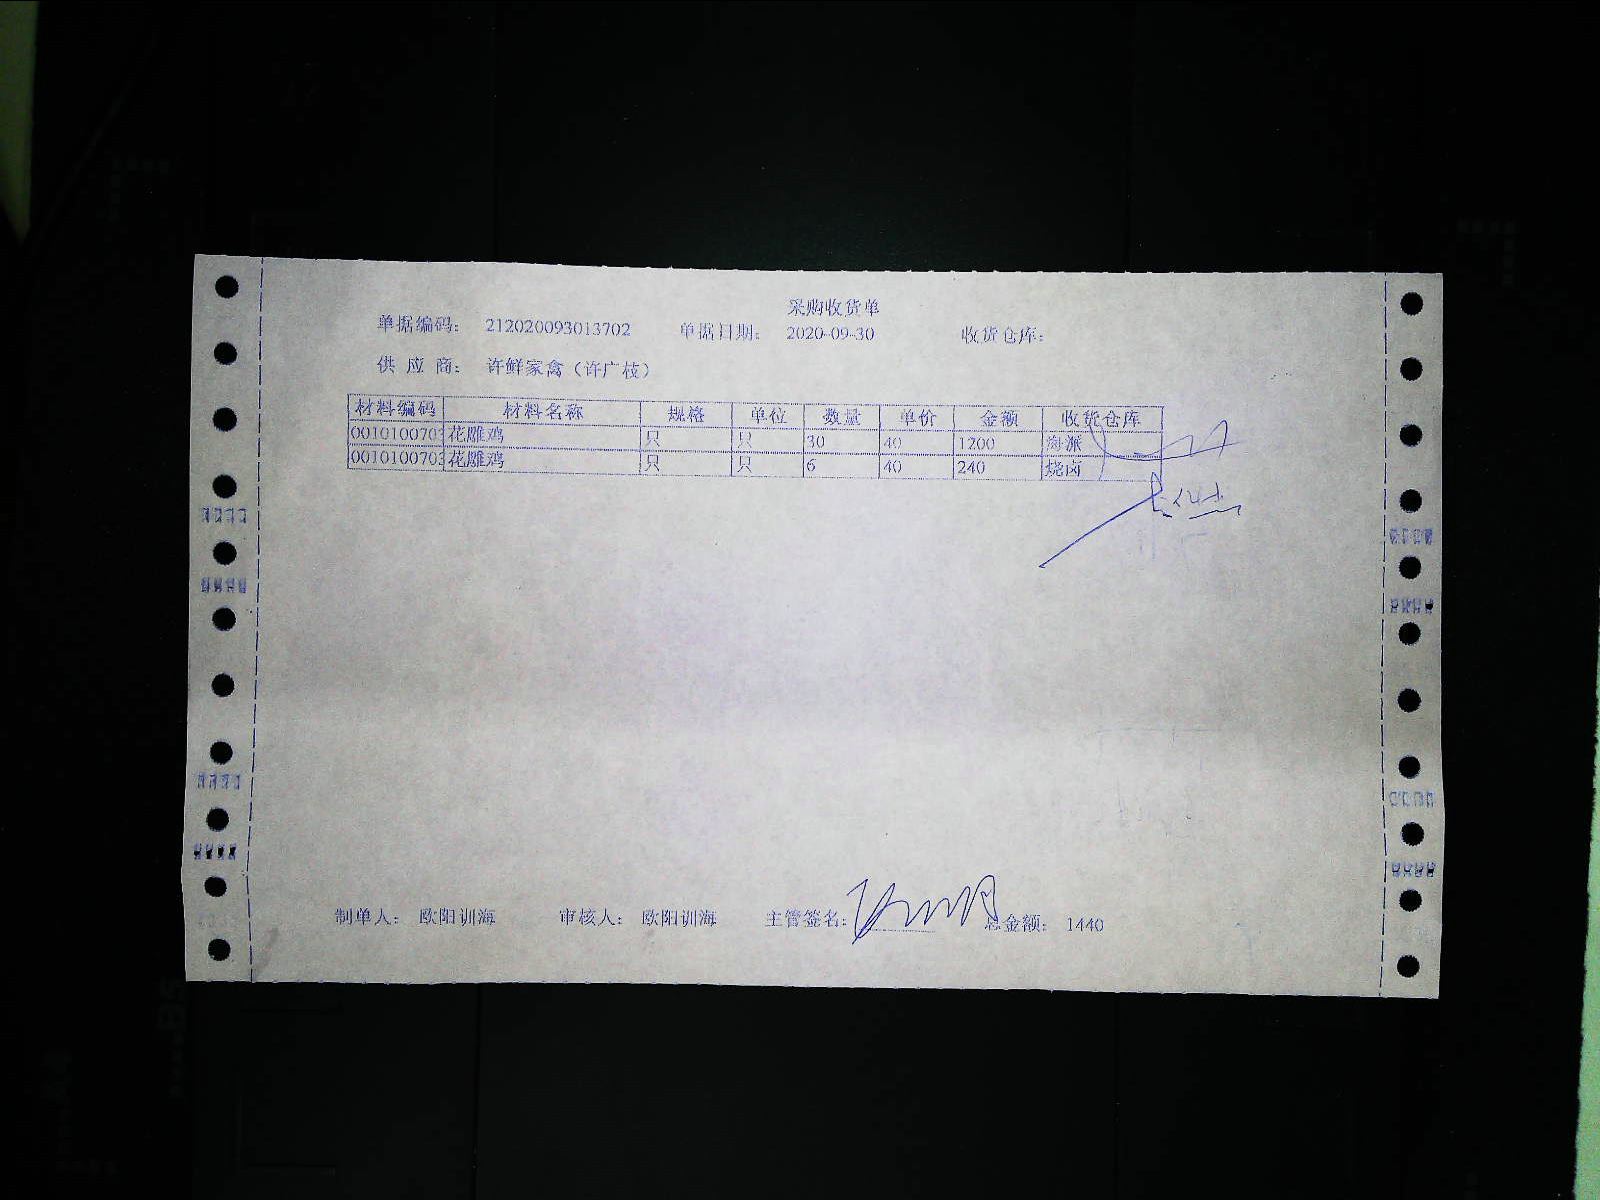 采购收货单
单据编码: 212020093013702 单据日期: 2020-09-30 收货仓库:
供 应 商: 许鲜家禽（许广枝）
材料编码 材料名称 规格 单位 数量 单价 金额 收货仓库
0010100703 花雕鸡 只 只 30 40 1200 海派
0010100703 花雕鸡 只 只 6 40 240 烧卤
制单人: 欧阳训海 审核人: 欧阳训海 主管签名: 总金额: 1440